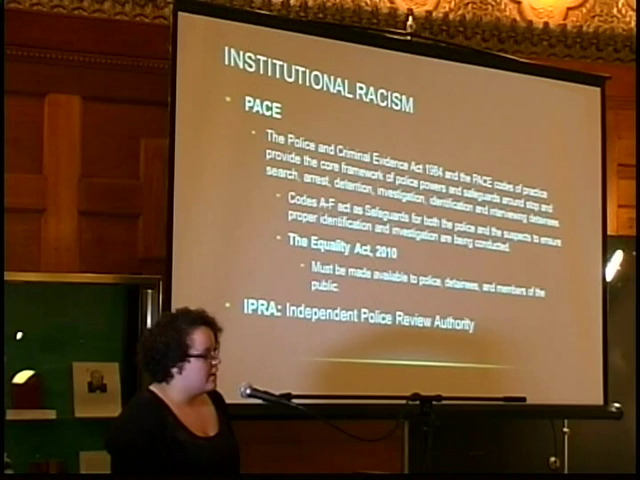 INSTITUTIONAL RACISM
PACE
The Police and Criminal Evidence Act 1984 and the PACE codes of practice
provide the core framework of police powers and safeguards around stop and
search, arrest, detention, investigation, identification and interviewing detainees
Codes A-F act as Safeguards for both the police and the suspects to ensure
proper identification and investigation are being conducted.
The Equality Act, 2010
Must be made available to police, detainees, and members of the
public.
IPRA: Independent Police Review Authority